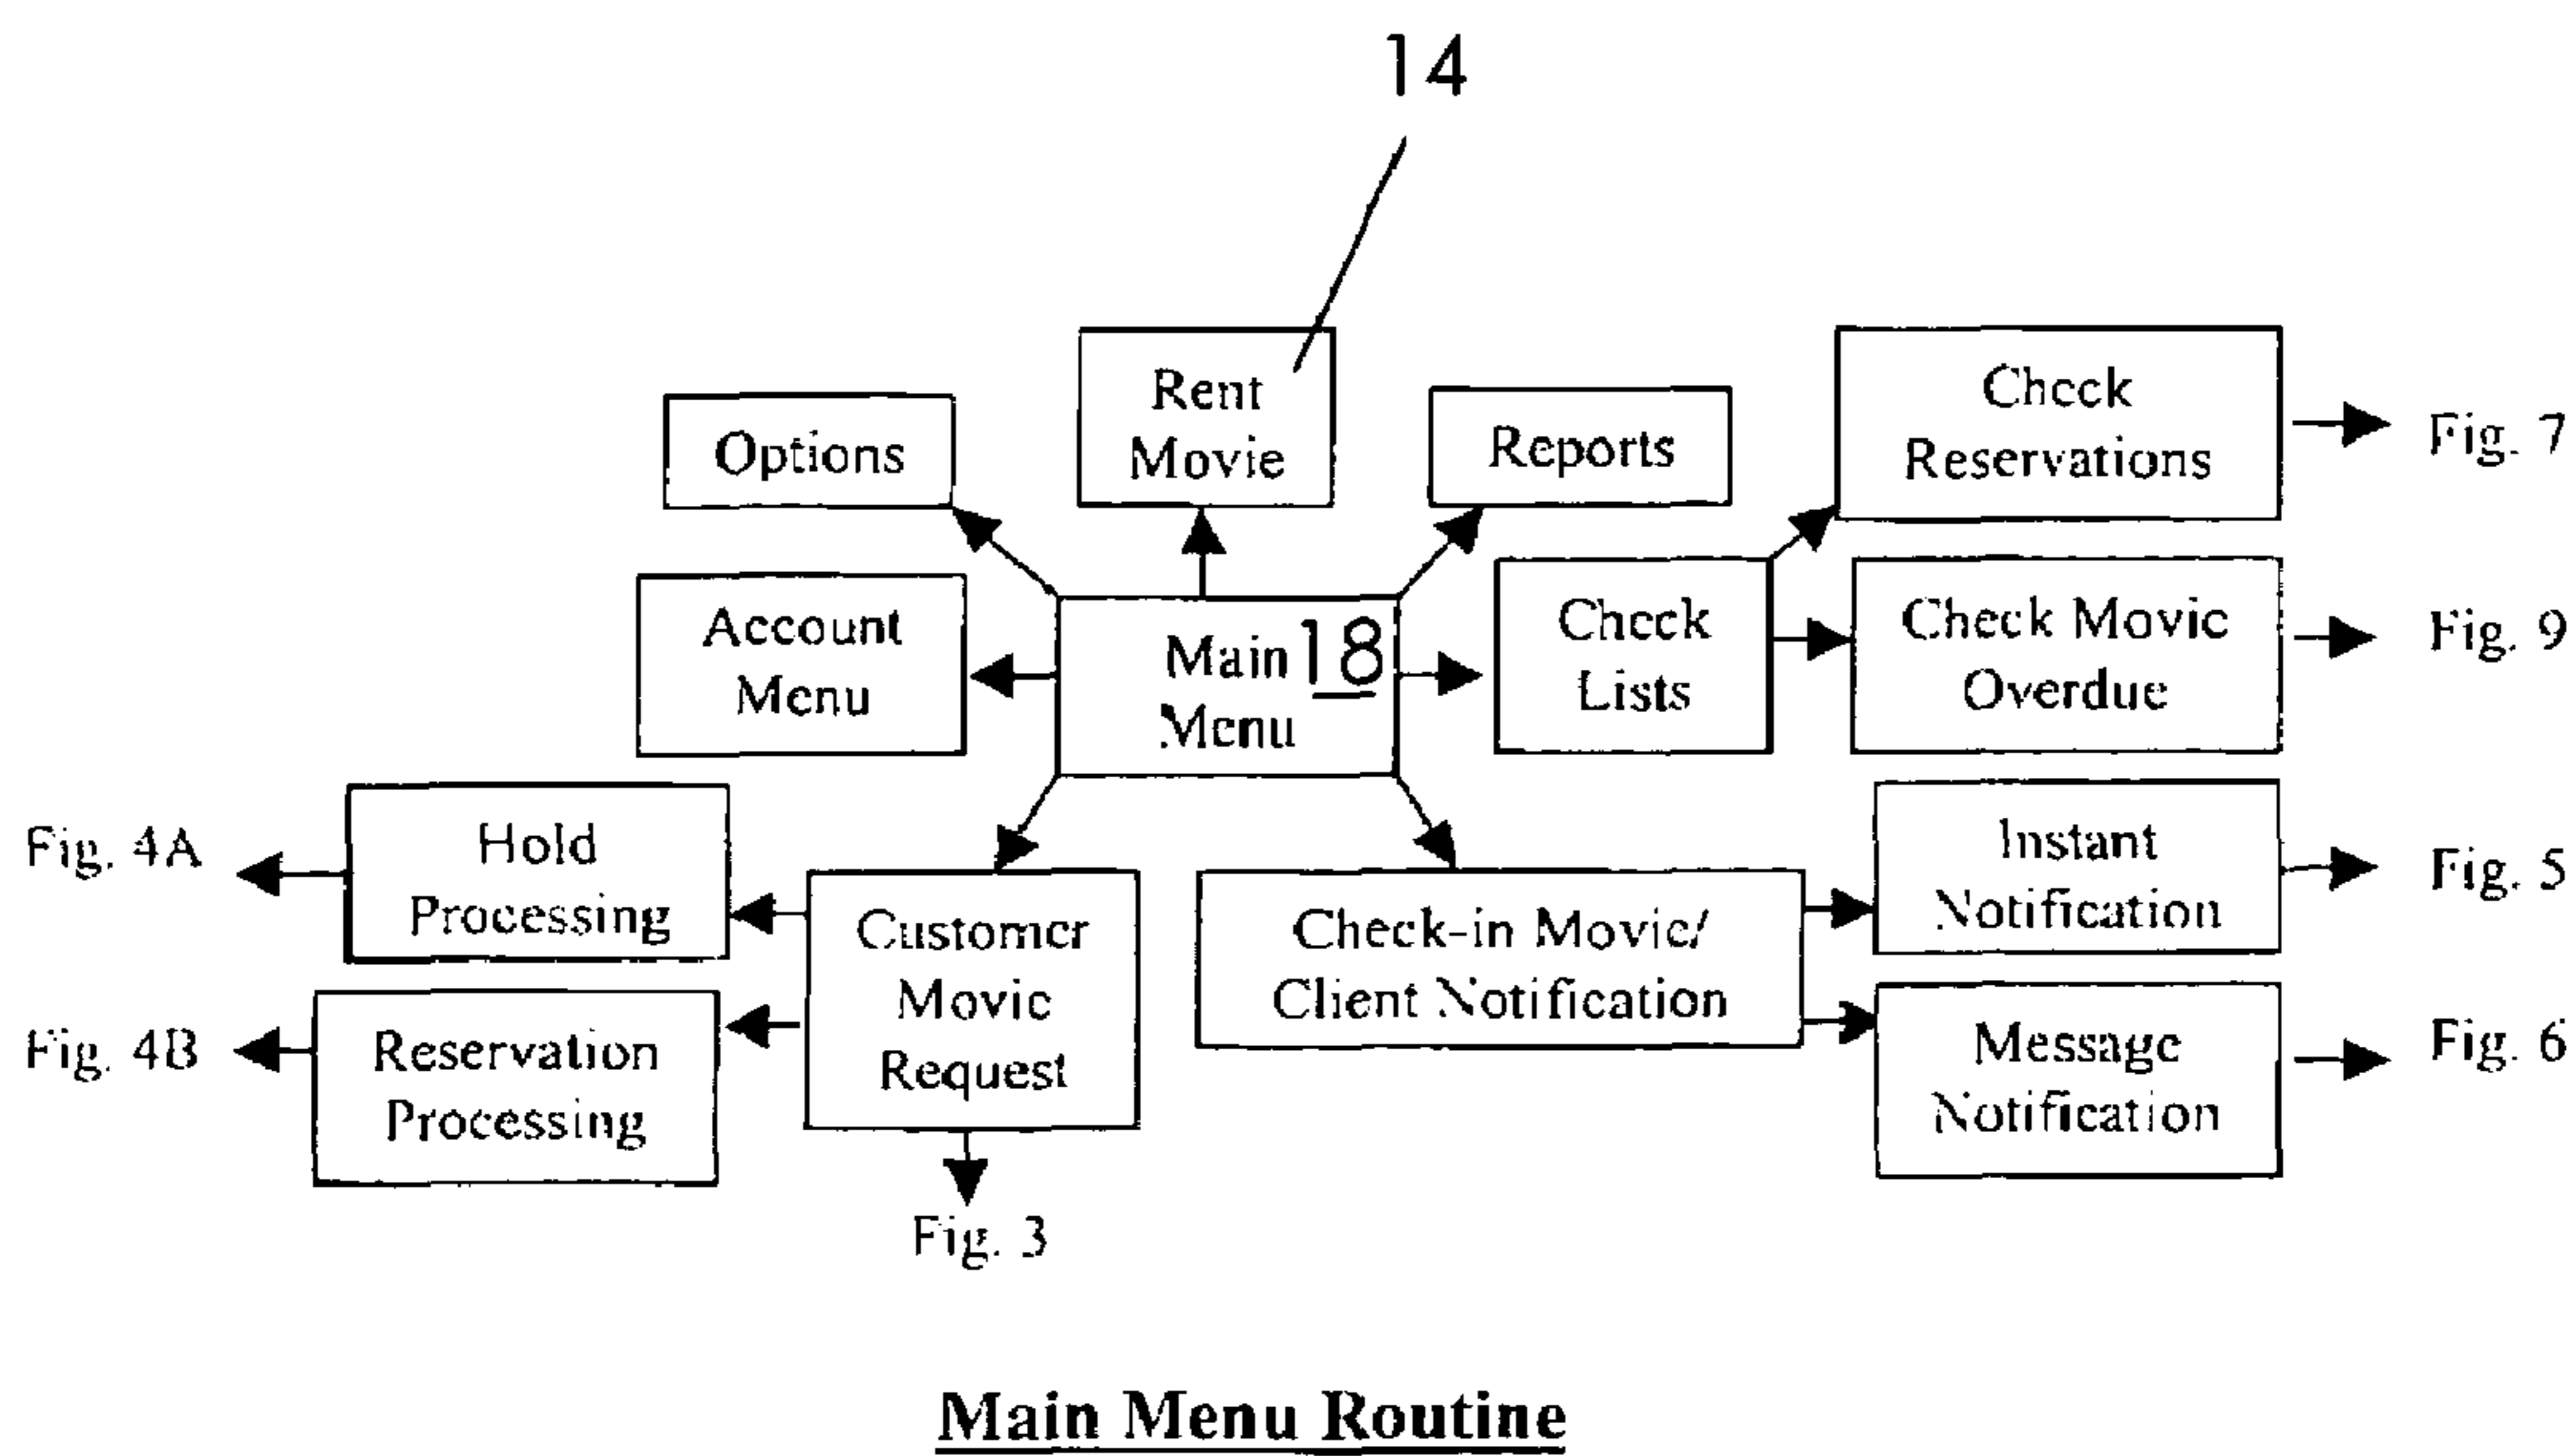 14
Options
Rent
Movie
Reports
Check
Reservations
Fig. 7
Account
Menu
Main 18
Menu
Check
Lists
Check Movie
Overdue
Fig. 9
Fig. 4A
Hold
Processing
Customer
Movie
Request
Check-in Movie/
Client Notification
Instant
Notification
Fig. 5
Fig. 4B
Reservation
Processing
Message
Notification
Fig. 6
Fig. 3
Main Menu Routine